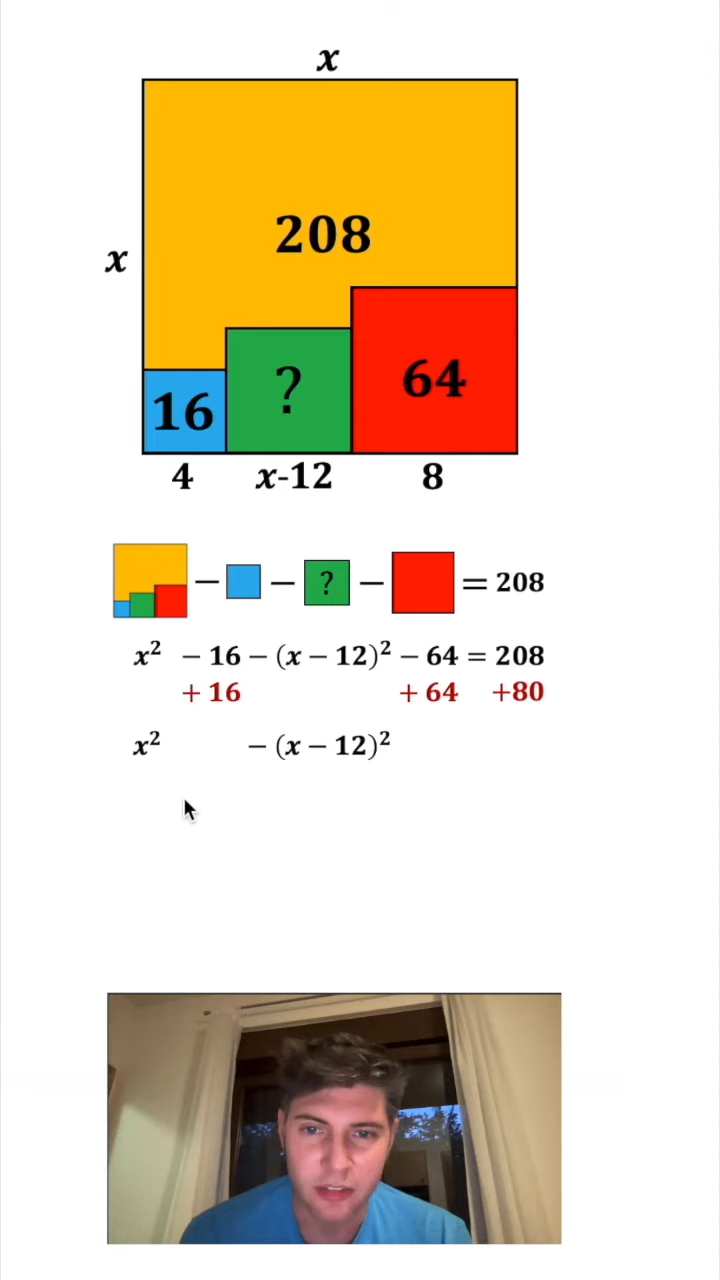 x
208
x
16 ? 64
4 x-12 8
− − ? − = 208
x² − 16 − (x − 12)² − 64 = 208
+ 16 + 64 +80
x² − (x − 12)²